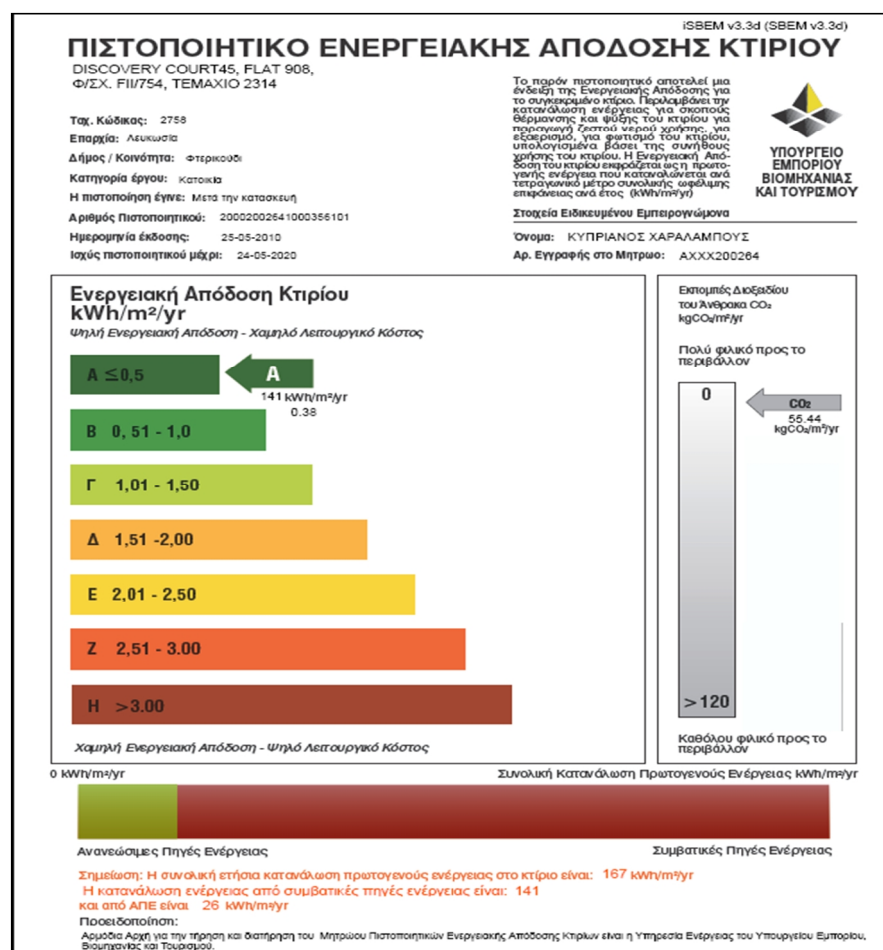 iSBEM v3.3d (SBEM v3.3d)
ΠΙΣΤΟΠΟΙΗΤΙΚΟ ΕΝΕΡΓΕΙΑΚΗΣ ΑΠΟΔΟΣΗΣ ΚΤΙΡΙΟΥ
DISCOVERY COURT45, FLAT 908,
Φ/ΣΧ. FII/754, ΤΕΜΑΧΙΟ 2314
Ταχ. Κώδικας: 2758
Επαρχία: Λευκωσία
Δήμος / Κοινότητα: Φτερικούδι
Κατηγορία έργου: Κατοικία
Η πιστοποίηση έγινε: Μετά την κατασκευή
Αριθμός Πιστοποιητικού: 20002002641000356101
Ημερομηνία έκδοσης: 25-05-2010
Ισχύς πιστοποιητικού μέχρι: 24-05-2020
Το παρόν πιστοποιητικό αποτελεί μια
ένδειξη της Ενεργειακής Απόδοσης για
το συγκεκριμένο κτίριο. Περιλαμβάνει την
κατανάλωση ενέργειας για σκοπούς
θέρμανσης και ψύξης του κτιρίου για
παραγωγή ζεστού νερού χρήσης, για
εξαερισμό, για φωτισμό του κτιρίου,
υπολογισμένα βάσει της συνήθους
χρήσης του κτιρίου. Η Ενεργειακή Από-
δοση του κτιρίου εκφράζεται ως η πρωτο-
γενής ενέργεια που καταναλώνεται ανά
τετραγωνικό μέτρο συνολικής ωφέλιμης
επιφάνειας ανά έτος (kWh/m²/yr)
ΥΠΟΥΡΓΕΙΟ
ΕΜΠΟΡΙΟΥ
ΒΙΟΜΗΧΑΝΙΑΣ
ΚΑΙ ΤΟΥΡΙΣΜΟΥ
Στοιχεία Ειδικευμένου Εμπειρογνώμονα
Όνομα: ΚΥΠΡΙΑΝΟΣ ΧΑΡΑΛΑΜΠΟΥΣ
Αρ. Εγγραφής στο Μητρωο: AXXX200264
Ενεργειακή Απόδοση Κτιρίου
kWh/m²/yr
Ψηλή Ενεργειακή Απόδοση - Χαμηλό Λειτουργικό Κόστος
A ≤0,5
A
141 kWh/m²/yr
0.38
B 0, 51 - 1,0
Γ 1,01 - 1,50
Δ 1,51 -2,00
E 2,01 - 2,50
Z 2,51 - 3.00
H >3.00
Χαμηλή Ενεργειακή Απόδοση - Ψηλό Λειτουργικό Κόστος
Εκπομπές Διοξειδίου
του Άνθρακα CO₂
kgCO₂/m²/yr
Πολύ φιλικό προς το
περιβάλλον
0
CO₂
55.44
kgCO₂/m²/yr
>120
Καθόλου φιλικό προς το
περιβάλλον
0 kWh/m²/yr
Συνολική Κατανάλωση Πρωτογενούς Ενέργειας kWh/m²/yr
Ανανεώσιμες Πηγές Ενέργειας
Συμβατικές Πηγές Ενέργειας
Σημείωση: Η συνολική ετήσια κατανάλωση πρωτογενούς ενέργειας στο κτίριο είναι: 167 kWh/m²/yr
Η κατανάλωση ενέργειας από συμβατικές πηγές ενέργειας είναι: 141
και από ΑΠΕ είναι 26 kWh/m²/yr
Προειδοποίηση:
Αρμόδια Αρχή για την τήρηση και διατήρηση του Μητρώου Πιστοποιητικών Ενεργειακής Απόδοσης Κτιρίων είναι η Υπηρεσία Ενέργειας του Υπουργείου Εμπορίου,
Βιομηχανίας και Τουρισμού.